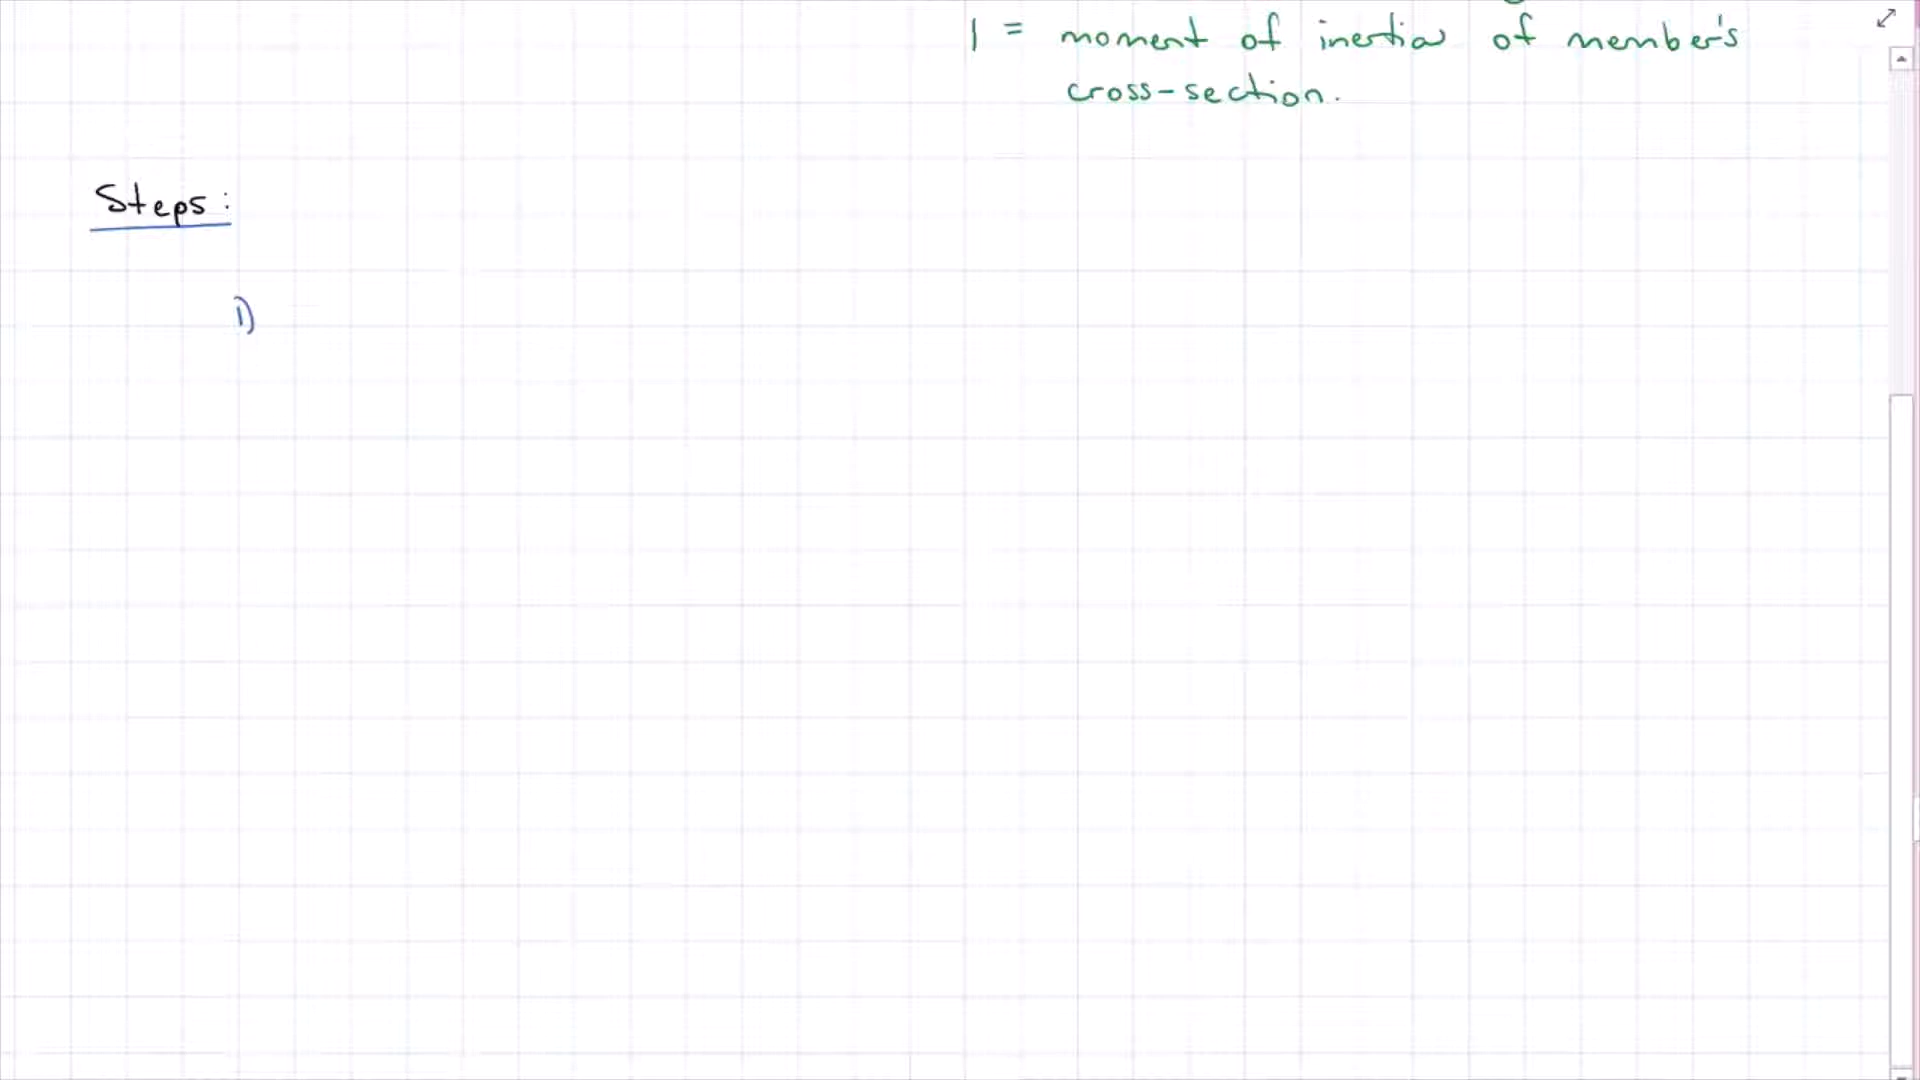 I = moment of inertia of member's
cross-section.
Steps:
1)